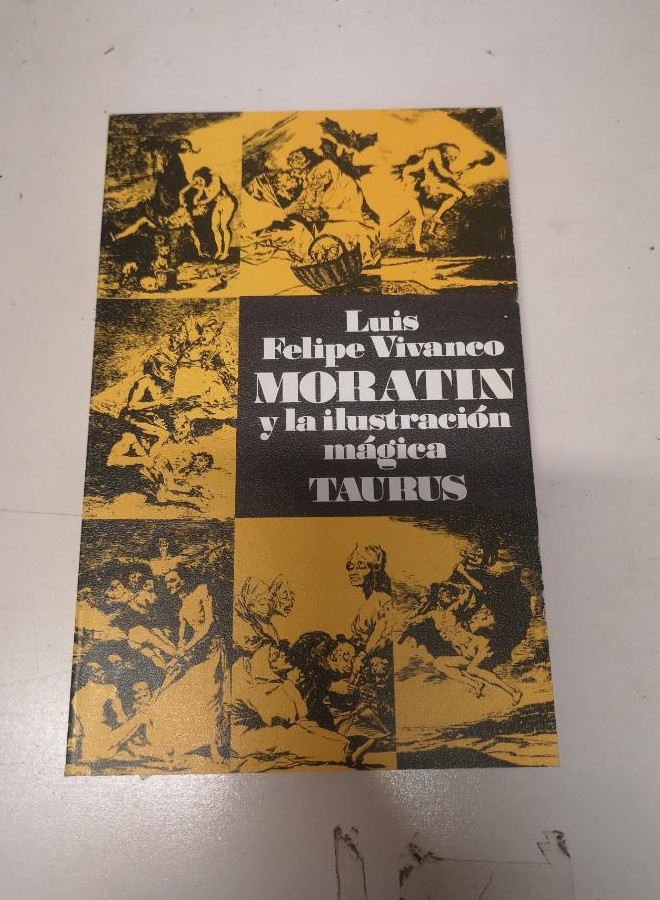 Luis
Felipe Vivanco
MORATIN
y la ilustración
mágica
TAURUS